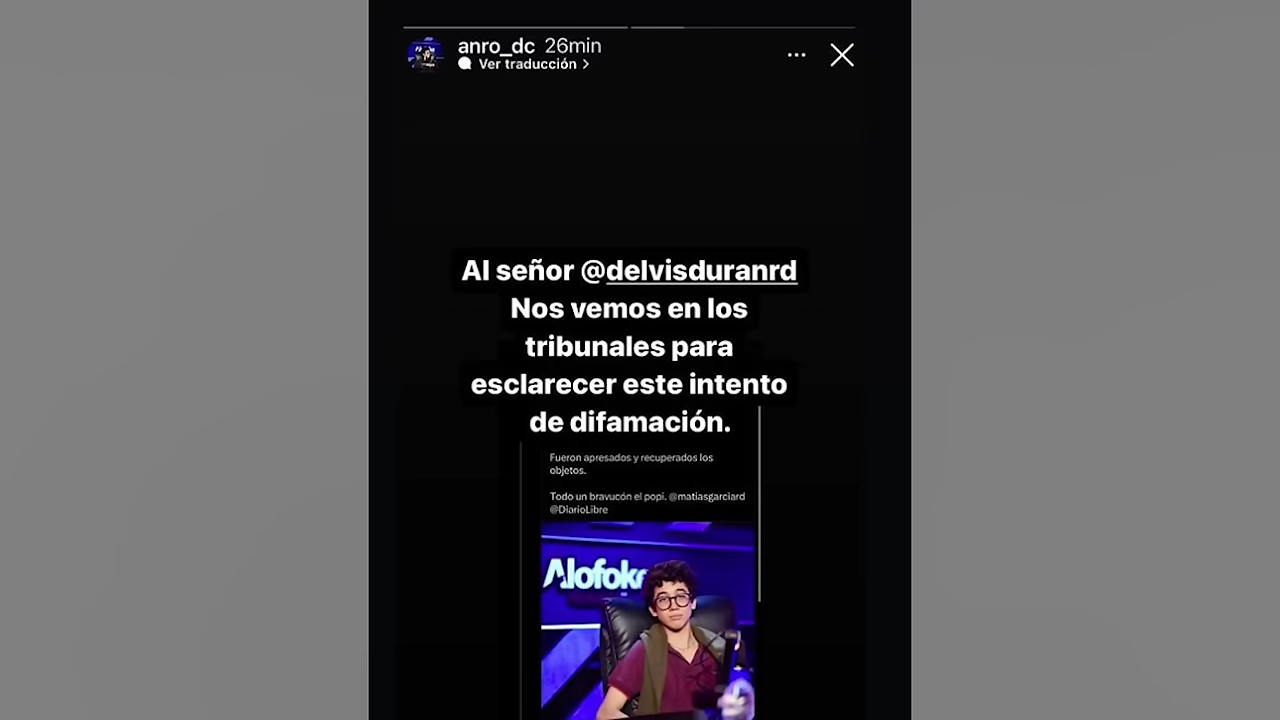 anro_dc 26min
Ver traducción >
Al señor @delvisduranrd
Nos vemos en los
tribunales para
esclarecer este intento
de difamación.
Fueron apresados y recuperados los
objetos.
Todo un bravucón el popi. @matiasgarciard
@DiarioLibre
Alofoke